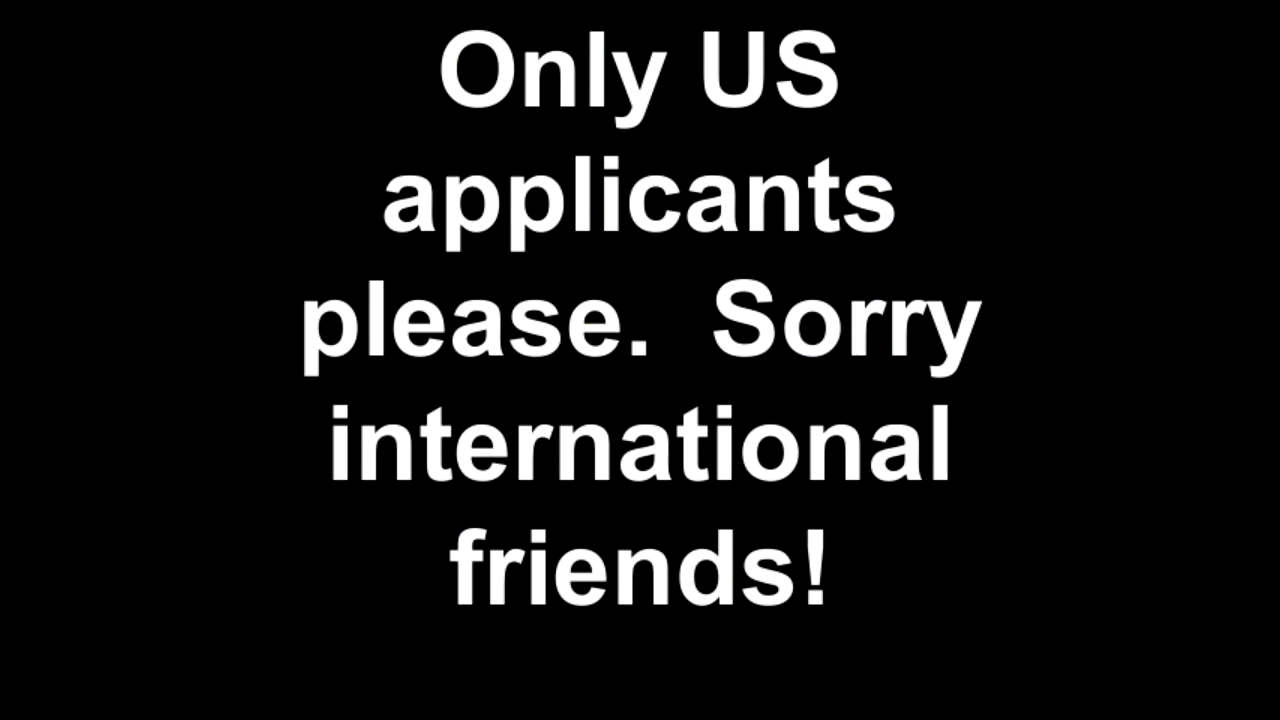 Only US
applicants
please.  Sorry
international
friends!